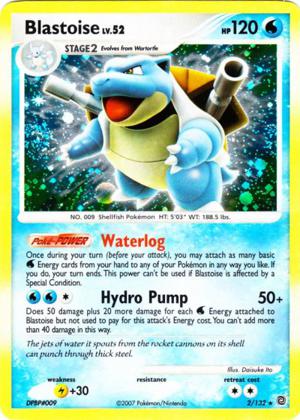 Blastoise LV.52 HP 120
STAGE2 Evolves from Wartortle
NO. 009 Shellfish Pokémon HT: 5'03" WT: 188.5 lbs.
Poké-POWER Waterlog
Once during your turn (before your attack), you may attach as many basic
Energy cards from your hand to any of your Pokémon in any way you like. If
you do, your turn ends. This power can't be used if Blastoise is affected by a
Special Condition.
Hydro Pump 50+
Does 50 damage plus 20 more damage for each Energy attached to
Blastoise but not used to pay for this attack's Energy cost. You can't add more
than 40 damage in this way.
The jets of water it spouts from the rocket cannons on its shell
can punch through thick steel.
Illus. Daisuke Ito
weakness resistance retreat cost
+30
DPBP#009 ©2007 Pokémon/Nintendo 2/132 ★